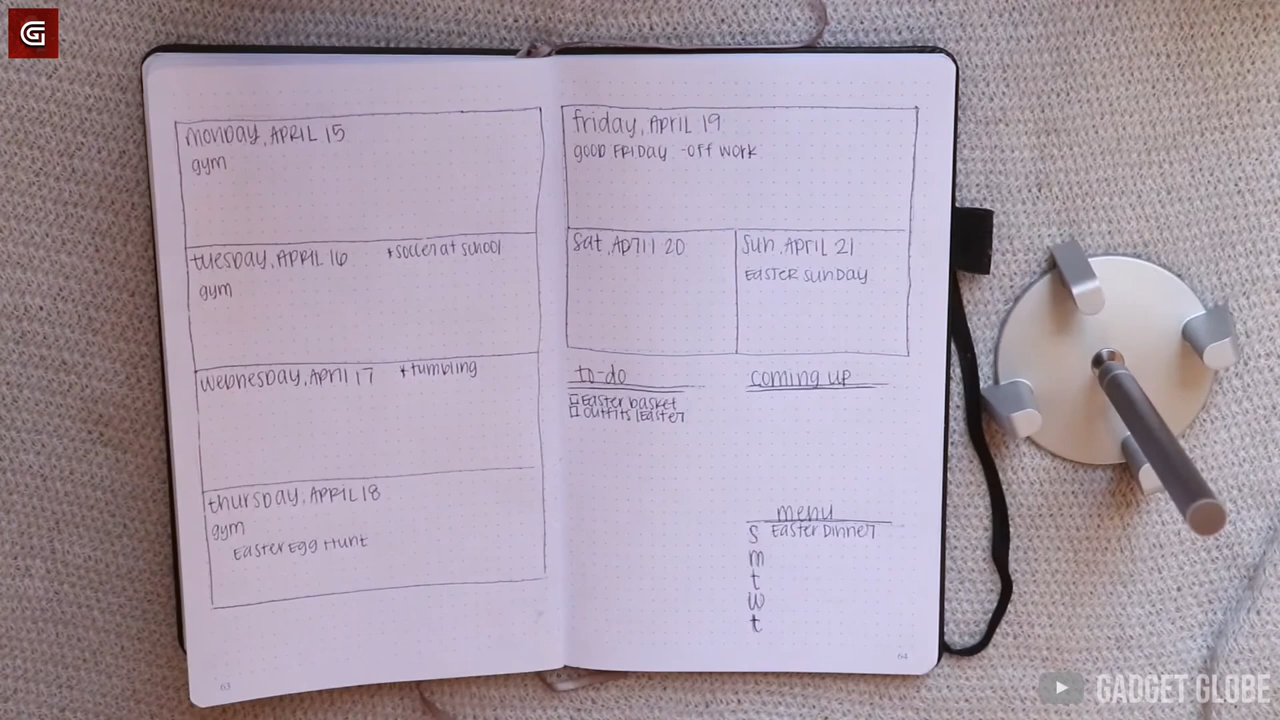 monday, APRIL 15
gym
tuesday, APRIL 16 *soccer at school
gym
wednesday, April 17 *tumbling
thursday, APRIL 18
gym
Easter Egg Hunt
63
friday, APRIL 19
GOOD FRIDAY - OFF WORK
Sat, April 20
Sun, APRIL 21
EASTER SUNDAY
to-do
Easter basket
outfits | Easter
coming up
menu
S Easter Dinner
m
t
w
t
64
G
GADGET GLOBE